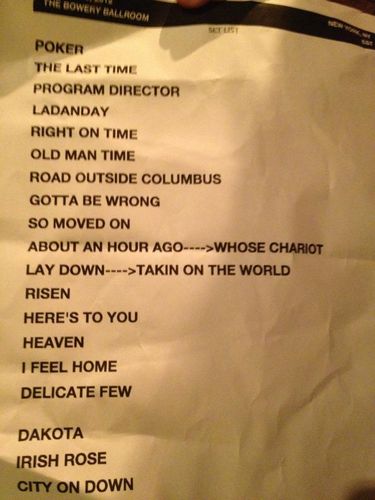 THE BOWERY BALLROOM
SET LIST
NEW YORK, NY
POKER
THE LAST TIME
PROGRAM DIRECTOR
LADANDAY
RIGHT ON TIME
OLD MAN TIME
ROAD OUTSIDE COLUMBUS
GOTTA BE WRONG
SO MOVED ON
ABOUT AN HOUR AGO---->WHOSE CHARIOT
LAY DOWN---->TAKIN ON THE WORLD
RISEN
HERE'S TO YOU
HEAVEN
I FEEL HOME
DELICATE FEW
DAKOTA
IRISH ROSE
CITY ON DOWN